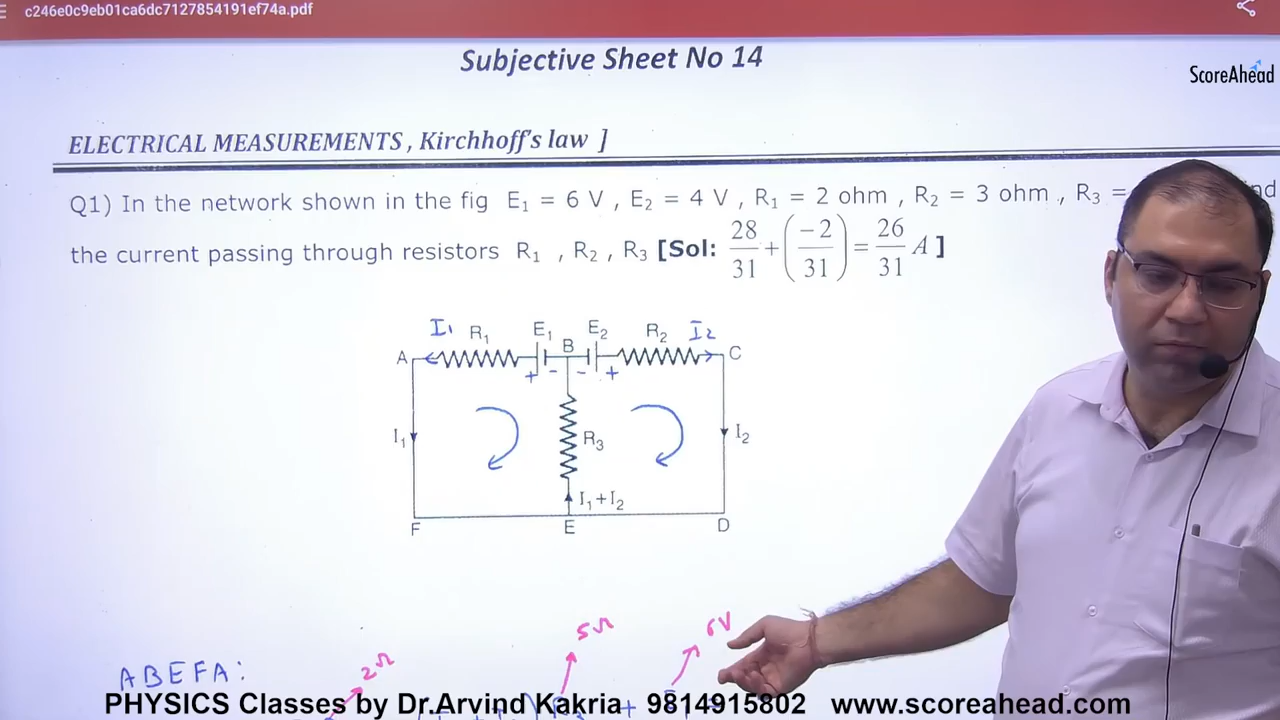 c246e0c9eb01ca6dc7127854191ef74a.pdf
Subjective Sheet No 14
ScoreAhead
ELECTRICAL MEASUREMENTS , Kirchhoff's law ]
Q1) In the network shown in the fig E₁ = 6 V , E₂ = 4 V , R₁ = 2 ohm , R₂ = 3 ohm , R₃ =
the current passing through resistors R₁ , R₂ , R₃ [Sol: 28/31 + (-2/31) = 26/31 A ]
I₁ R₁ E₁ B E₂ R₂ I₂
A C
+ - - +
I₁ R₃ I₂
I₁+I₂
F E D
5Ω 6V
2Ω
ABEFA:
PHYSICS Classes by Dr.Arvind Kakria 9814915802 www.scoreahead.com